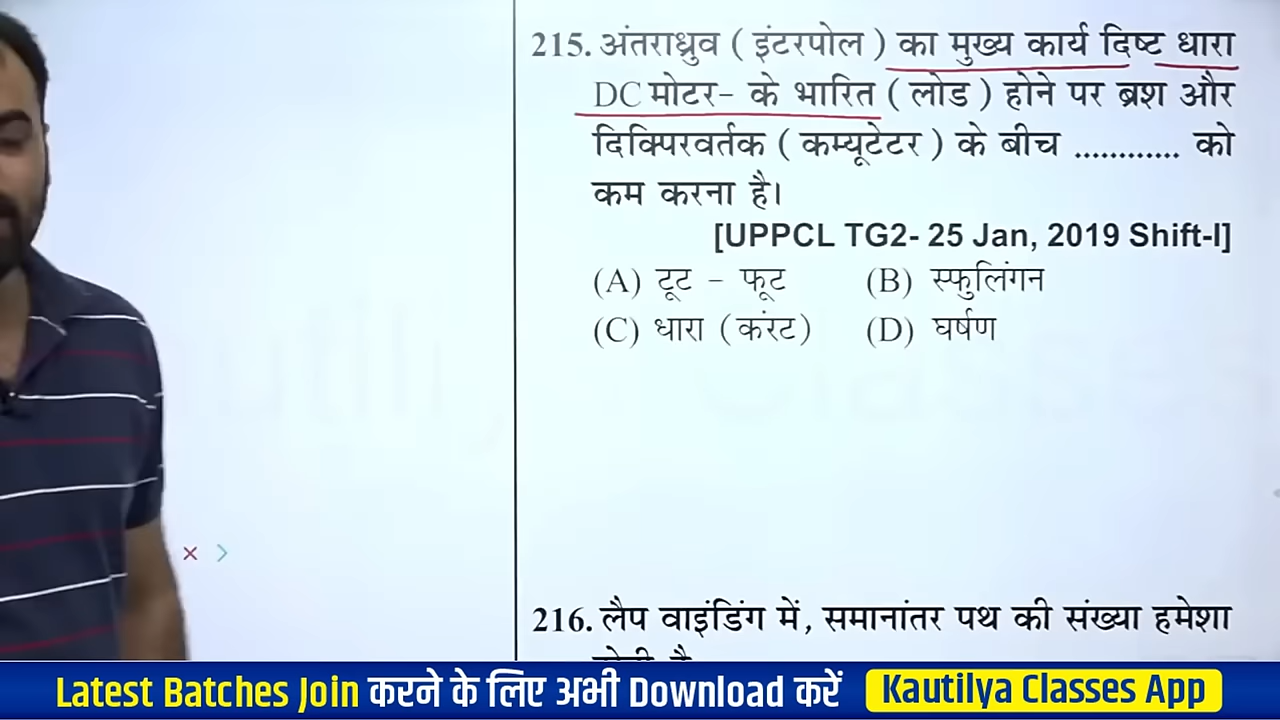 215. अंतराध्रुव ( इंटरपोल ) का मुख्य कार्य दिष्ट धारा
DC मोटर- के भारित ( लोड ) होने पर ब्रश और
दिक्पिरवर्तक ( कम्यूटेटर ) के बीच ............ को
कम करना है।
[UPPCL TG2- 25 Jan, 2019 Shift-I]
(A) टूट - फूट (B) स्फुलिंगन
(C) धारा (करंट) (D) घर्षण
216. लैप वाइंडिंग में, समानांतर पथ की संख्या हमेशा
Latest Batches Join करने के लिए अभी Download करें Kautilya Classes App